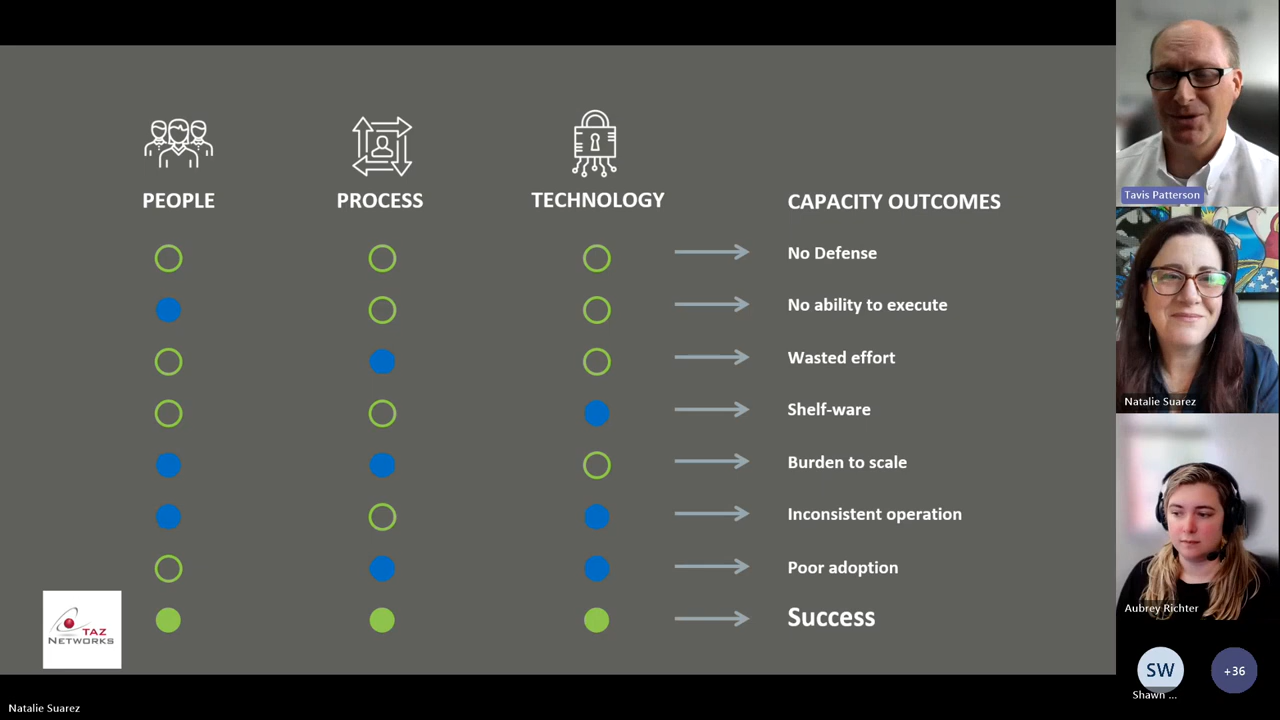 PEOPLE
PROCESS
TECHNOLOGY
CAPACITY OUTCOMES
No Defense
No ability to execute
Wasted effort
Shelf-ware
Burden to scale
Inconsistent operation
Poor adoption
Success
TAZ
NETWORKS
Natalie Suarez
Tavis Patterson
Natalie Suarez
Aubrey Richter
SW
+36
Shawn ...